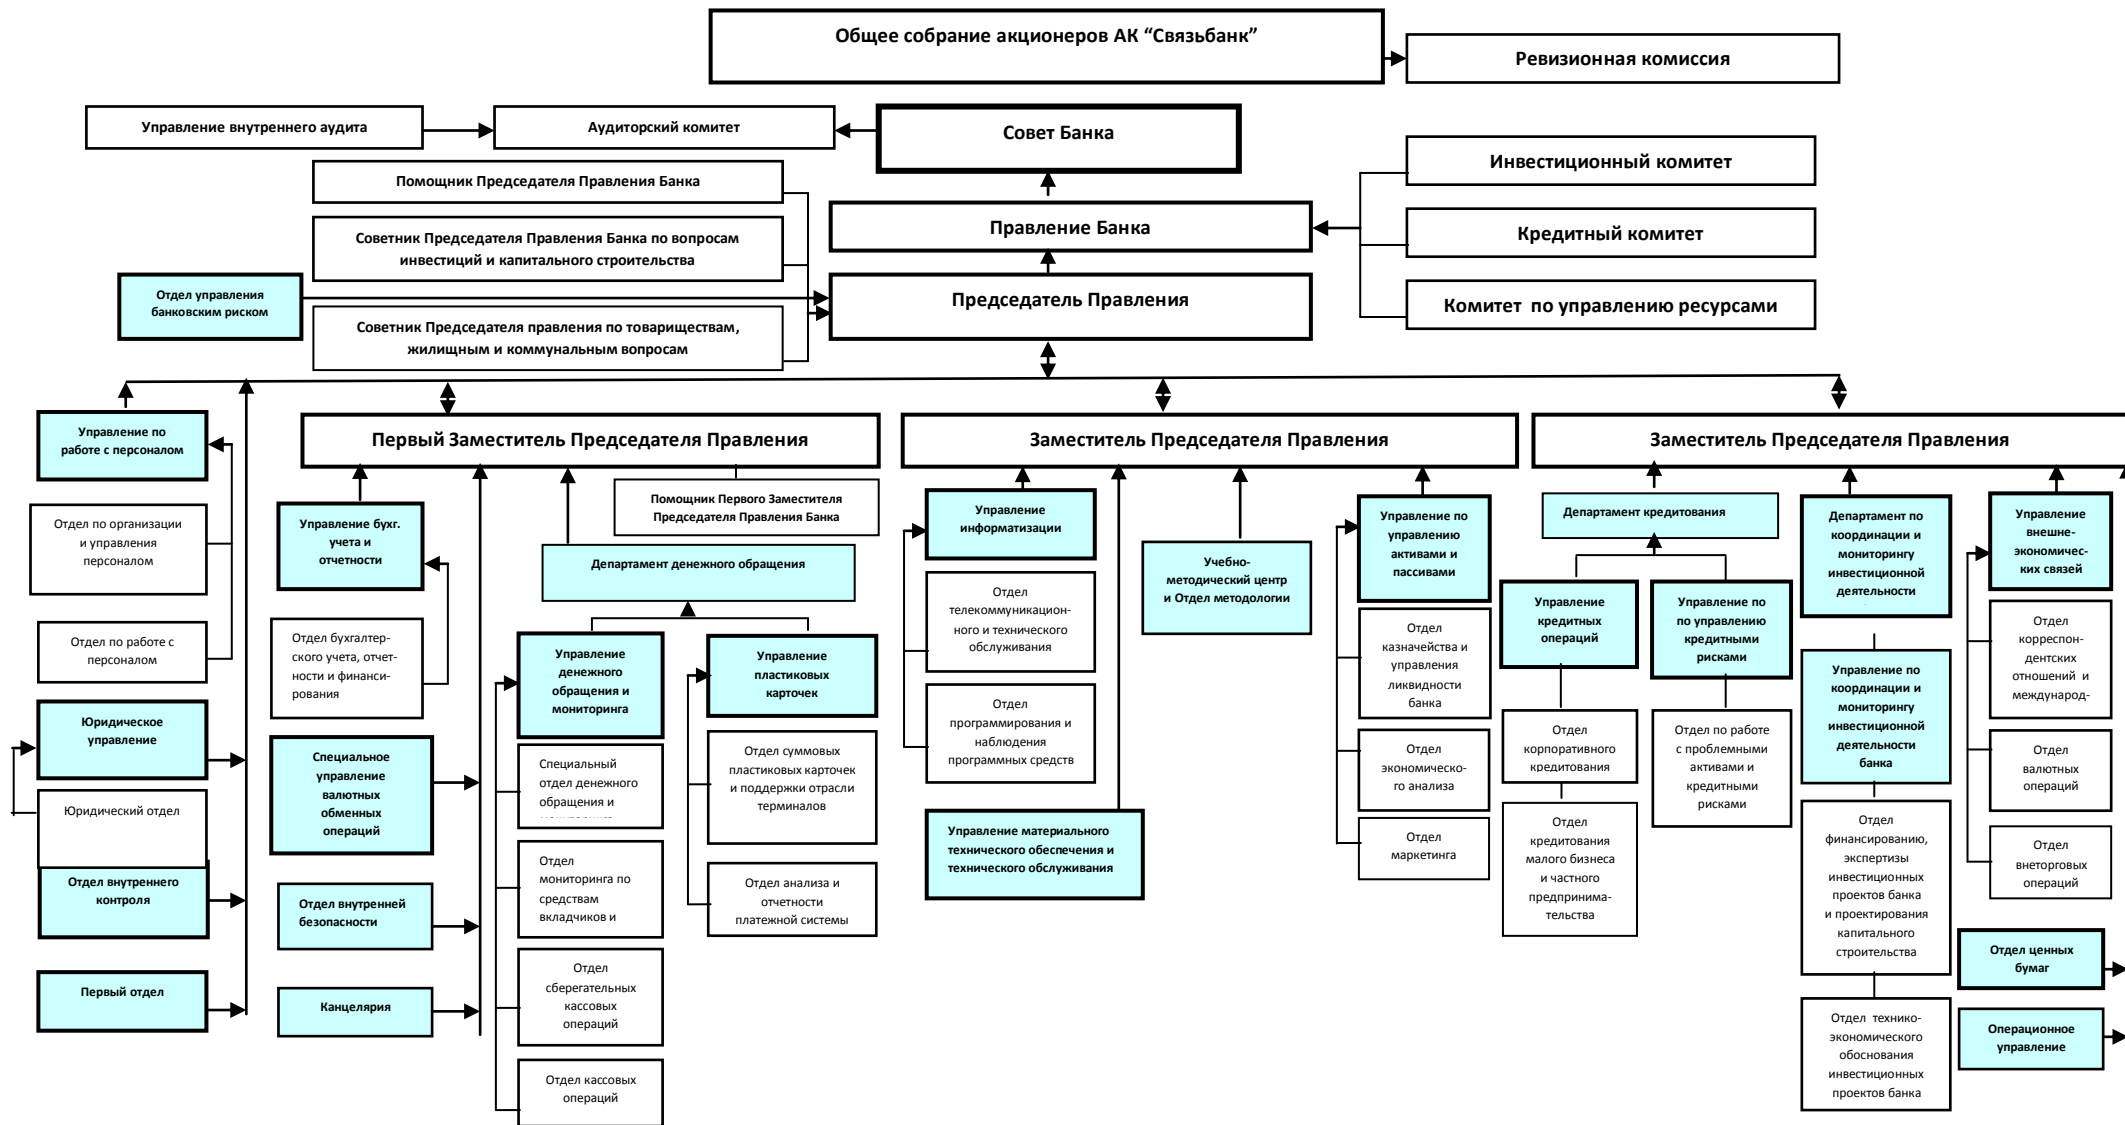 Общее собрание акционеров АК “Связьбанк”
Ревизионная комиссия
Управление внутреннего аудита
Аудиторский комитет
Совет Банка
Инвестиционный комитет
Помощник Председателя Правления Банка
Правление Банка
Кредитный комитет
Советник Председателя Правления Банка по вопросам
инвестиций и капитального строительства
Отдел управления
банковским риском
Председатель Правления
Комитет по управлению ресурсами
Советник Председателя правления по товариществам,
жилищным и коммунальным вопросам
Управление по
работе с персоналом
Отдел по организации
и управления
персоналом
Отдел по работе с
персоналом
Юридическое
управление
Юридический отдел
Отдел внутреннего
контроля
Первый отдел
Первый Заместитель Председателя Правления
Помощник Первого Заместителя
Председателя Правления Банка
Управление бухг.
учета и
отчетности
Отдел бухгалтер-
ского учета, отчет-
ности и финанси-
рования
Специальное
управление
валютных
обменных
операций
Отдел внутренней
безопасности
Канцелярия
Департамент денежного обращения
Управление
денежного
обращения и
мониторинга
Специальный
отдел денежного
обращения и
Отдел
мониторинга по
средствам
вкладчиков и
Отдел
сберегательных
кассовых
операций
Отдел кассовых
операций
Управление
пластиковых
карточек
Отдел суммовых
пластиковых карточек
и поддержки отрасли
терминалов
Отдел анализа и
отчетности
платежной системы
Заместитель Председателя Правления
Управление
информатизации
Отдел
телекоммуникацион-
ного и технического
обслуживания
Отдел
программирования и
наблюдения
программных средств
Управление материального
технического обеспечения и
технического обслуживания
Учебно-
методический центр
и Отдел методологии
Управление по
управлению
активами и
пассивами
Отдел
казначейства и
управления
ликвидности
банка
Отдел
экономическо-
го анализа
Отдел
маркетинга
Заместитель Председателя Правления
Департамент кредитования
Управление
кредитных
операций
Отдел
корпоративного
кредитования
Отдел
кредитования
малого бизнеса
и частного
предпринима-
тельства
Управление по
по управлению
кредитными
рисками
Отдел по работе
с проблемными
активами и
кредитными
рисками
Департамент по
координации и
мониторингу
инвестиционной
деятельности
Управление по
координации и
мониторингу
инвестиционной
деятельности
банка
Отдел
финансированию,
экспертизы
инвестиционных
проектов банка
и проектирования
капитального
строительства
Отдел технико-
экономического
обоснования
инвестиционных
проектов банка
Управление
внешне-
экономичес-
ких связей
Отдел
корреспон-
дентских
отношений и
международ-
Отдел
валютных
операций
Отдел
внеторговых
операций
Отдел ценных
бумаг
Операционное
управление